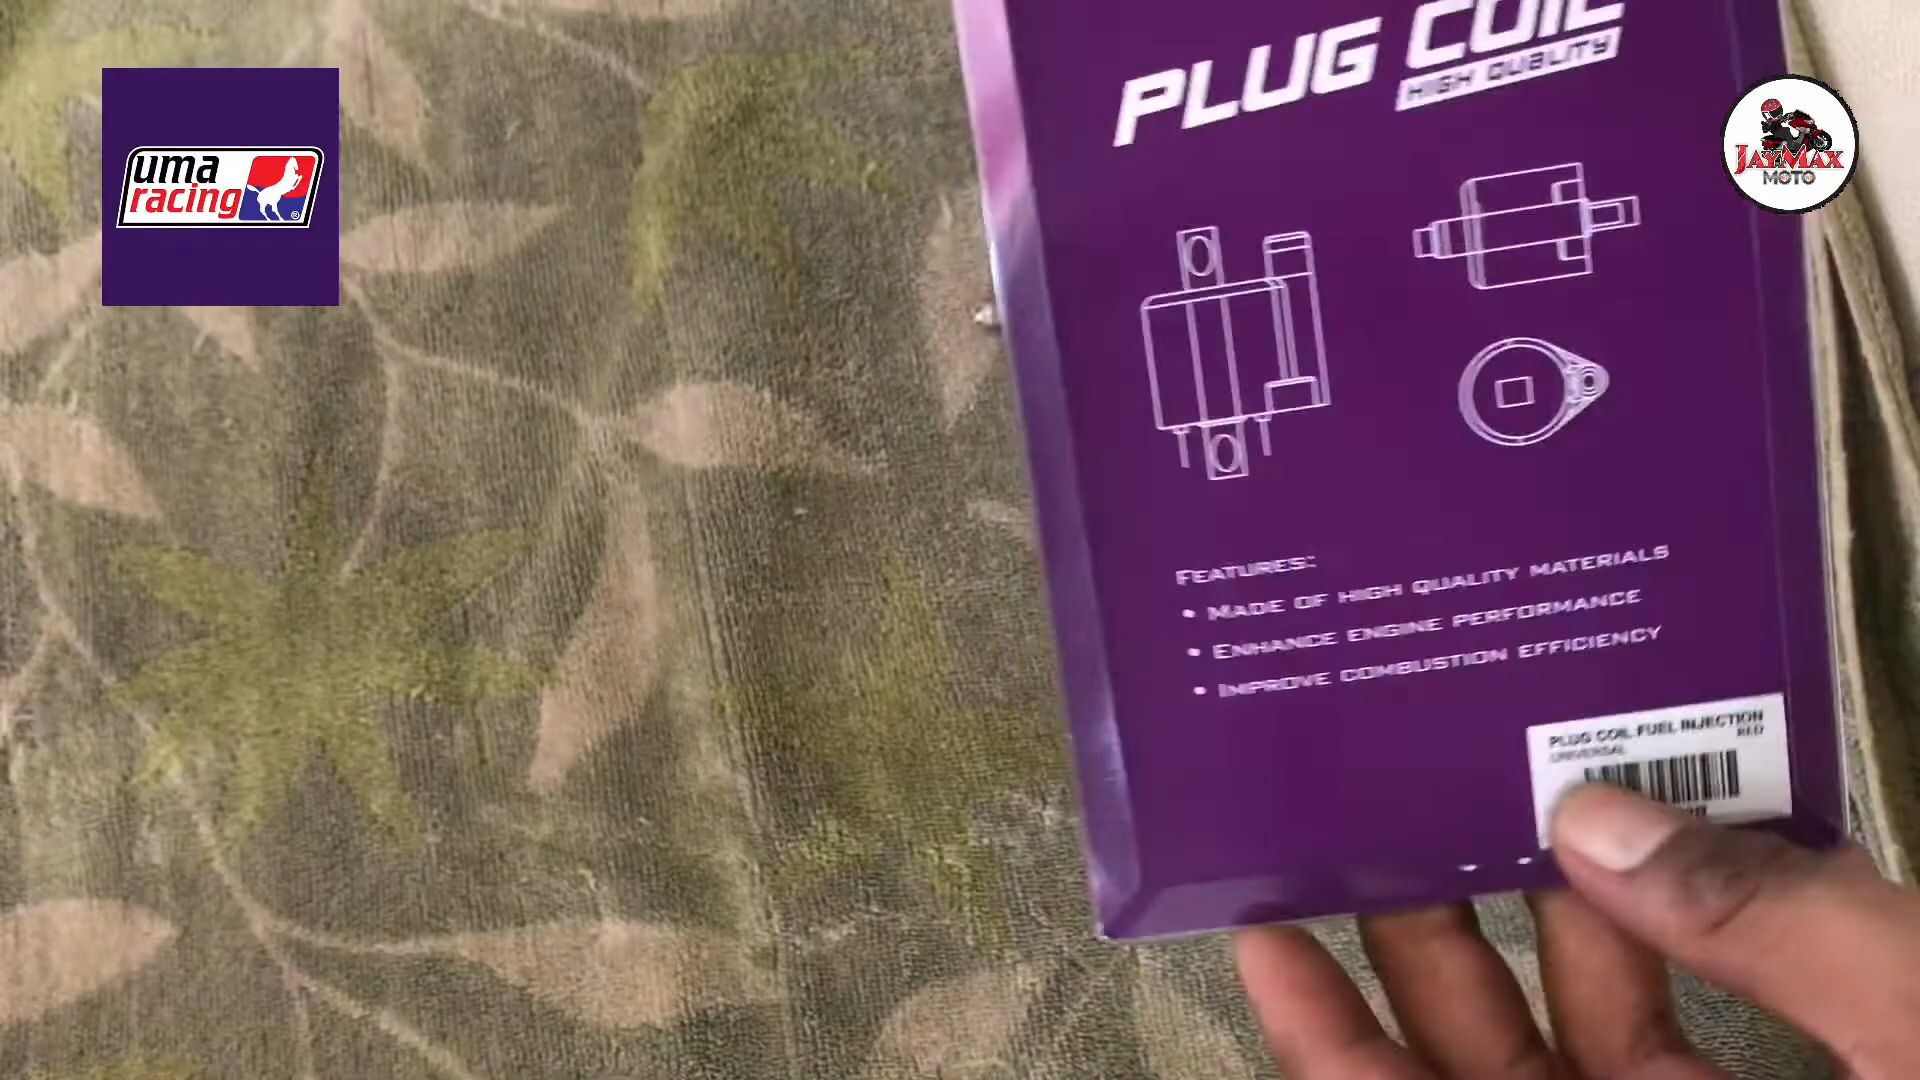 uma
racing
®
JAYMAX
MOTO
PLUG COIL
HIGH QUALITY
FEATURES:
• MADE OF HIGH QUALITY MATERIALS
• ENHANCE ENGINE PERFORMANCE
• IMPROVE COMBUSTION EFFICIENCY
PLUG COIL FUEL INJECTION
UNIVERSAL RED